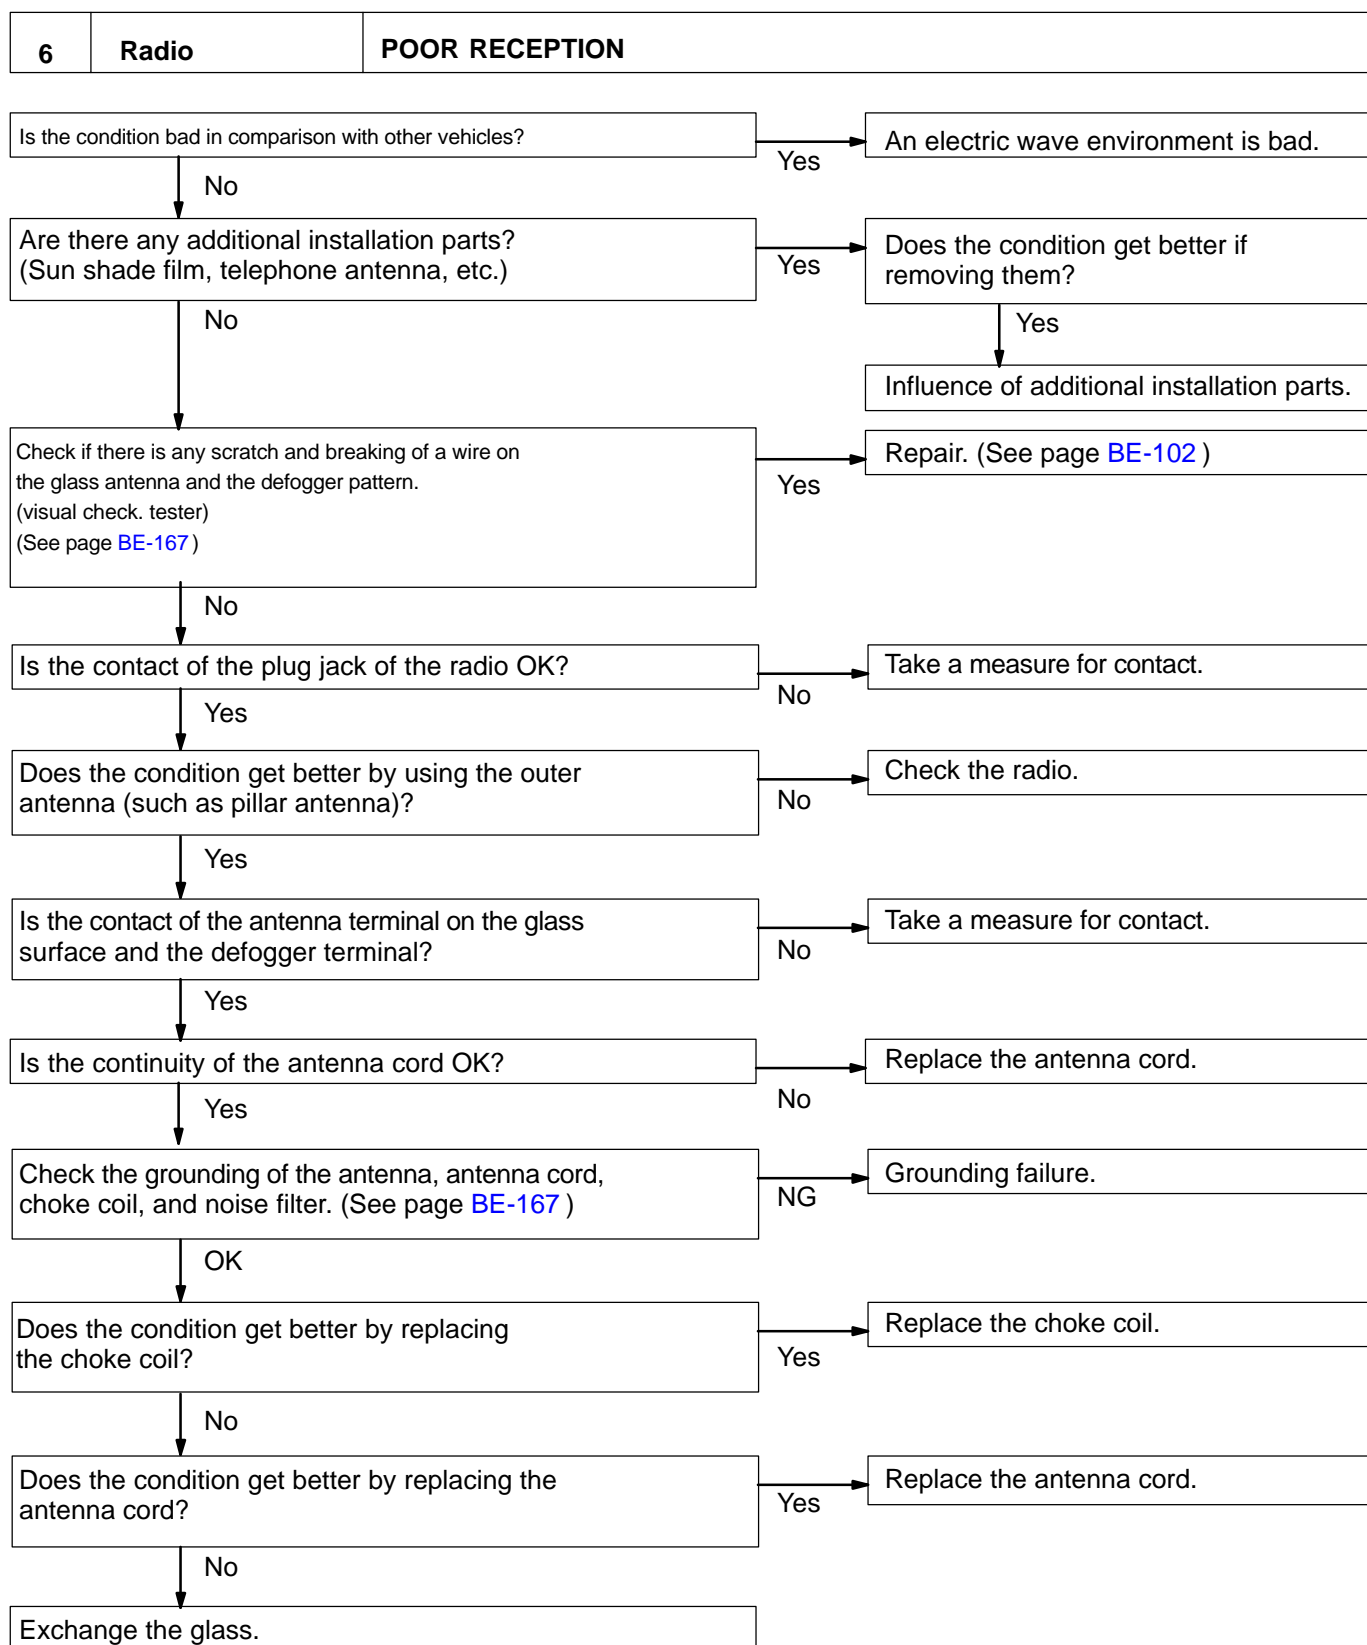 6 Radio POOR RECEPTION
Is the condition bad in comparison with other vehicles?
Yes
An electric wave environment is bad.
No
Are there any additional installation parts?
(Sun shade film, telephone antenna, etc.)
Yes
Does the condition get better if
removing them?
No
Yes
Influence of additional installation parts.
Check if there is any scratch and breaking of a wire on
the glass antenna and the defogger pattern.
(visual check. tester)
(See page BE-167 )
Yes
Repair. (See page BE-102 )
No
Is the contact of the plug jack of the radio OK?
No
Take a measure for contact.
Yes
Does the condition get better by using the outer
antenna (such as pillar antenna)?
No
Check the radio.
Yes
Is the contact of the antenna terminal on the glass
surface and the defogger terminal?
No
Take a measure for contact.
Yes
Is the continuity of the antenna cord OK?
No
Replace the antenna cord.
Yes
Check the grounding of the antenna, antenna cord,
choke coil, and noise filter. (See page BE-167 )
NG
Grounding failure.
OK
Does the condition get better by replacing
the choke coil?
Yes
Replace the choke coil.
No
Does the condition get better by replacing the
antenna cord?
Yes
Replace the antenna cord.
No
Exchange the glass.